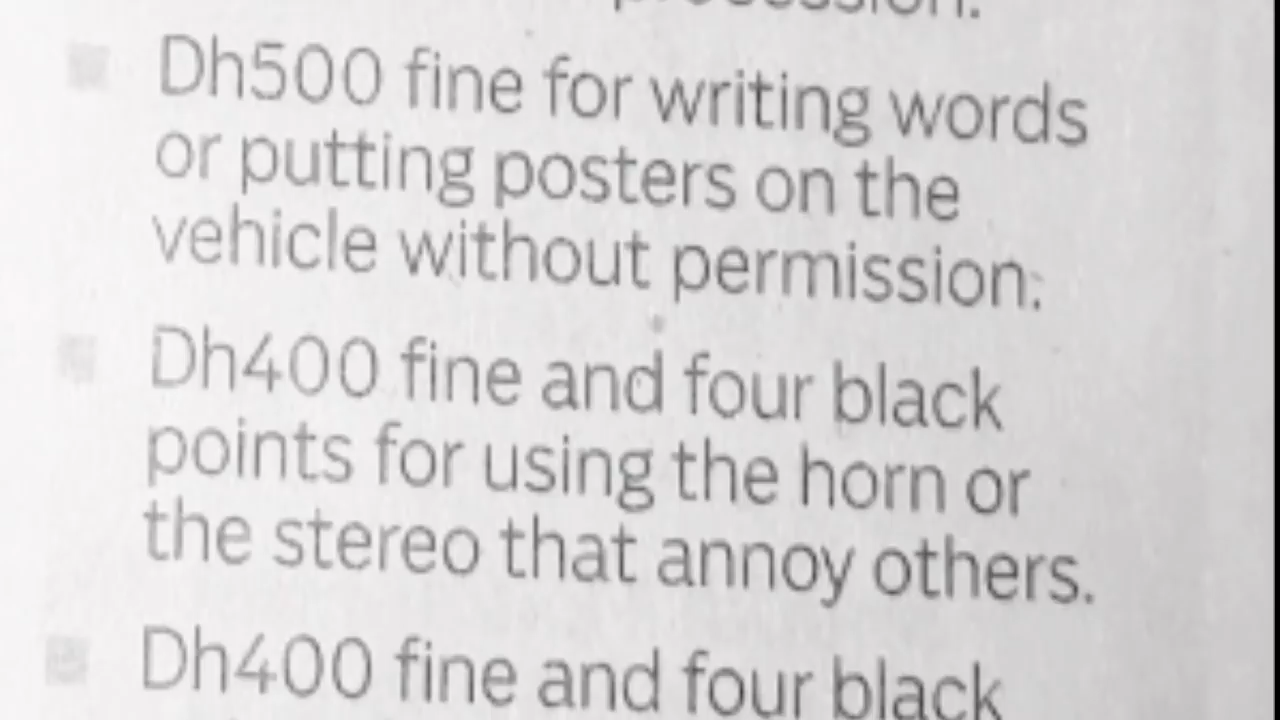 procession.
Dh500 fine for writing words
or putting posters on the
vehicle without permission.
Dh400 fine and four black
points for using the horn or
the stereo that annoy others.
Dh400 fine and four black